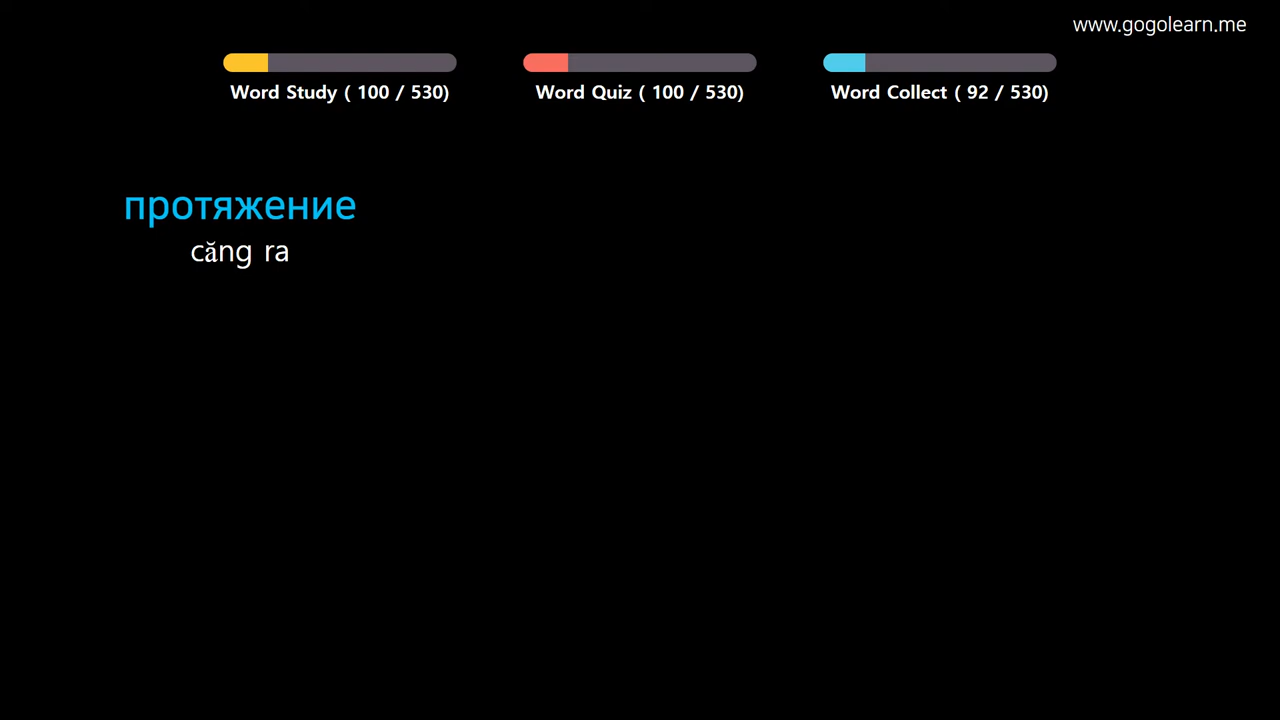 www.gogolearn.me
Word Study ( 100 / 530)
Word Quiz ( 100 / 530)
Word Collect ( 92 / 530)
протяжение
căng ra